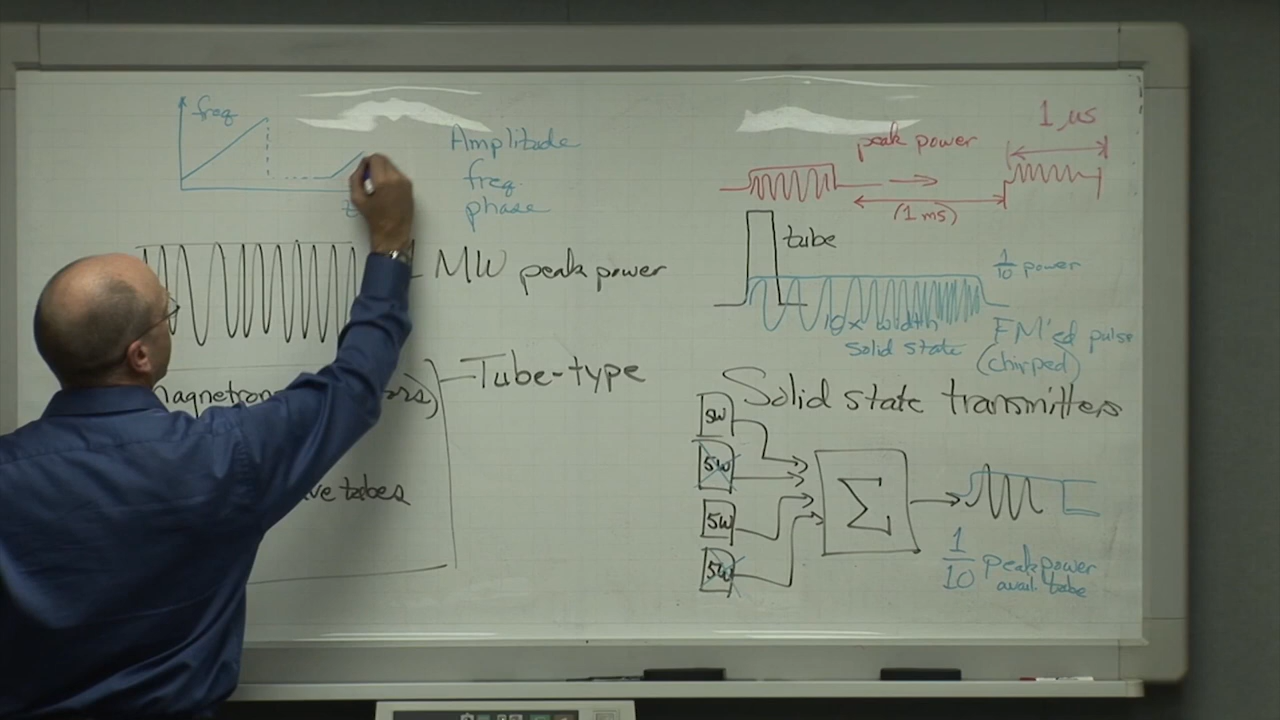 freq
Amplitude
freq.
phase
MW peak power
Tube-type
peak power
1 us
(1 ms)
tube
1/10 power
10x width
solid state
FM'ed pulse
(chirped)
Solid state transmitters
5W
5W
5W
5W
Σ
1/10 peak power
avail. tube